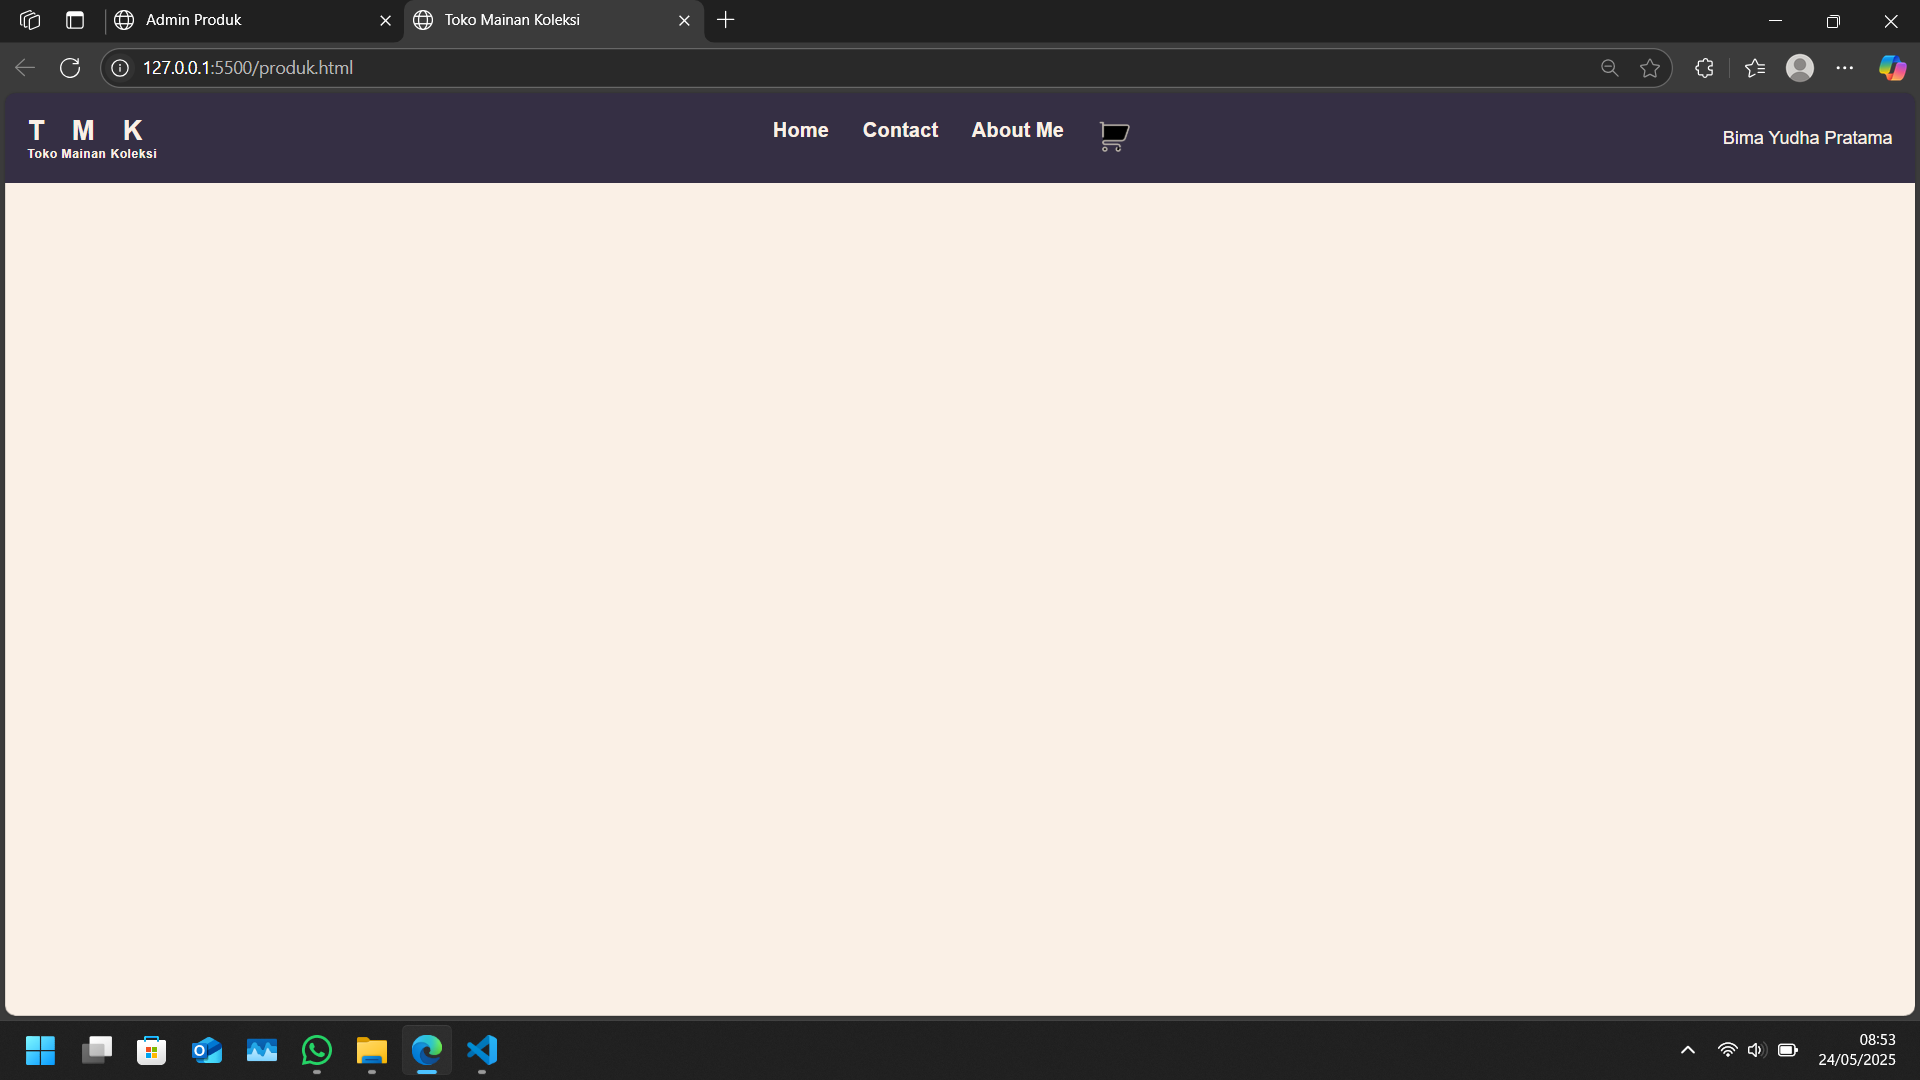 Admin Produk
Toko Mainan Koleksi
127.0.0.1:5500/produk.html
T M K
Toko Mainan Koleksi
Home
Contact
About Me
Bima Yudha Pratama
08:53
24/05/2025